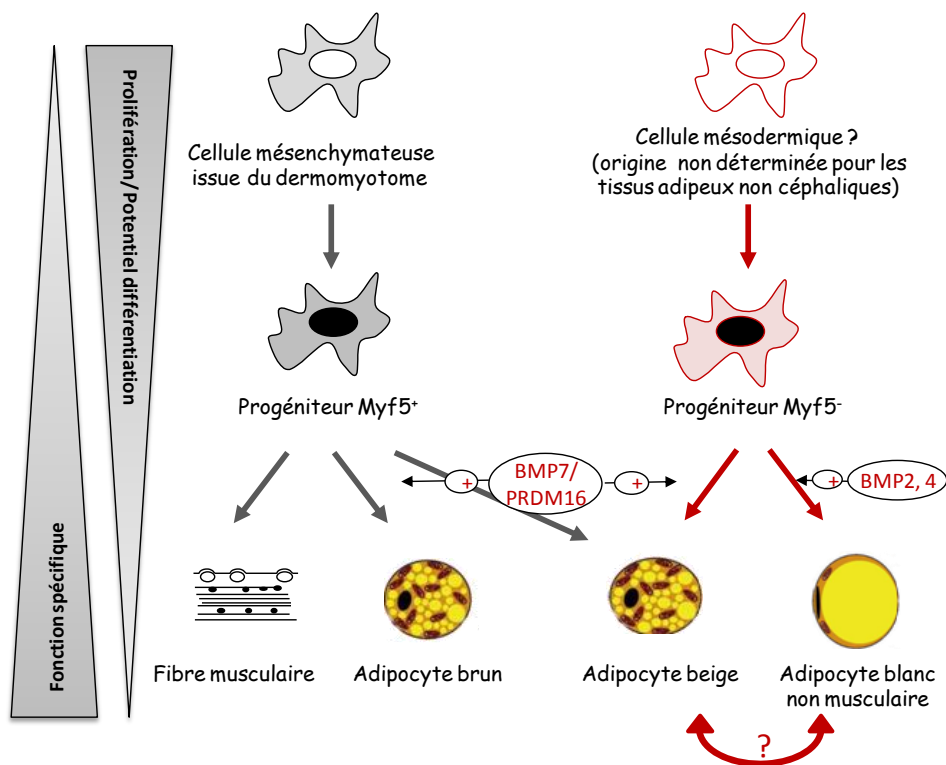 Prolifération/ Potentiel différentiation
Fonction spécifique
Cellule mésenchymateuse
issue du dermomyotome
Cellule mésodermique ?
(origine non déterminée pour les
tissus adipeux non céphaliques)
Progéniteur Myf5⁺
Progéniteur Myf5⁻
+
BMP7/
PRDM16
+
+
BMP2, 4
Fibre musculaire
Adipocyte brun
Adipocyte beige
Adipocyte blanc
non musculaire
?